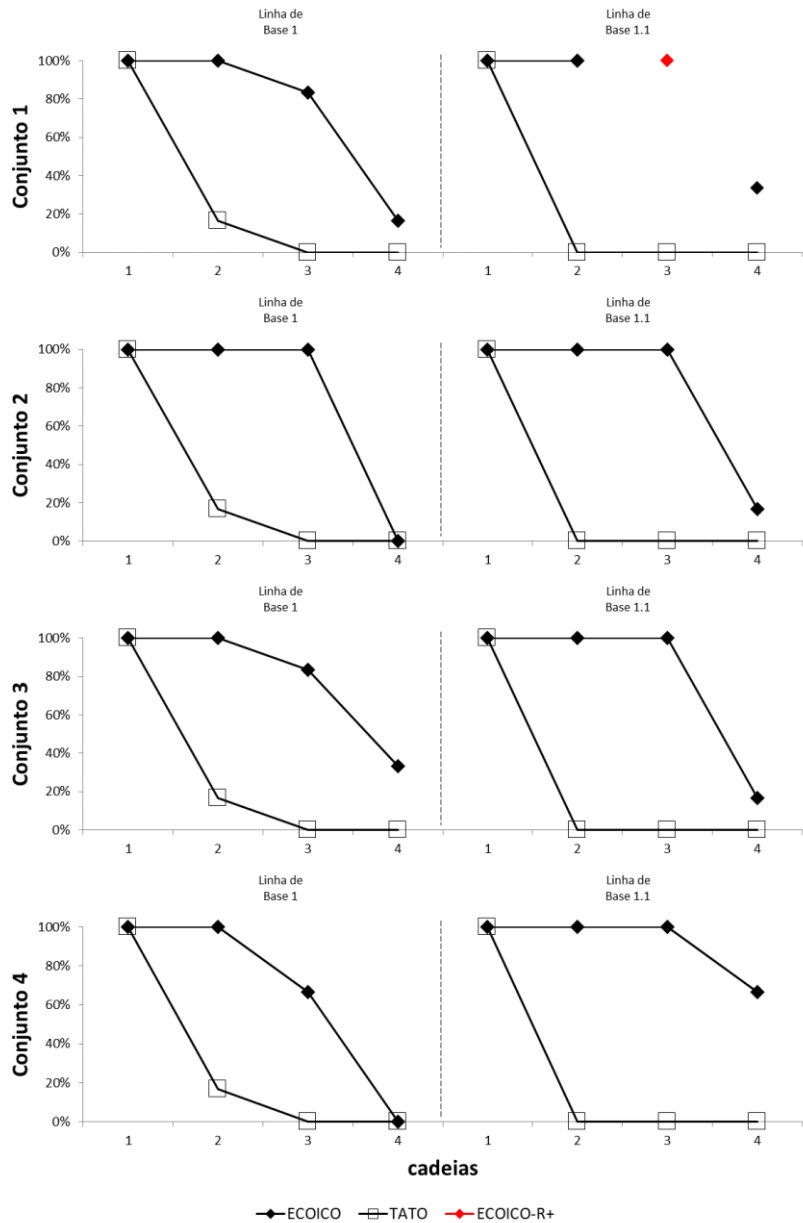 Linha de
Base 1
Linha de
Base 1.1
Conjunto 1
100%
80%
60%
40%
20%
0%
1 2 3 4 1 2 3 4
Linha de
Base 1
Linha de
Base 1.1
Conjunto 2
100%
80%
60%
40%
20%
0%
1 2 3 4 1 2 3 4
Linha de
Base 1
Linha de
Base 1.1
Conjunto 3
100%
80%
60%
40%
20%
0%
1 2 3 4 1 2 3 4
Linha de
Base 1
Linha de
Base 1.1
Conjunto 4
100%
80%
60%
40%
20%
0%
1 2 3 4 1 2 3 4
cadeias
ECOICO TATO ECOICO-R+